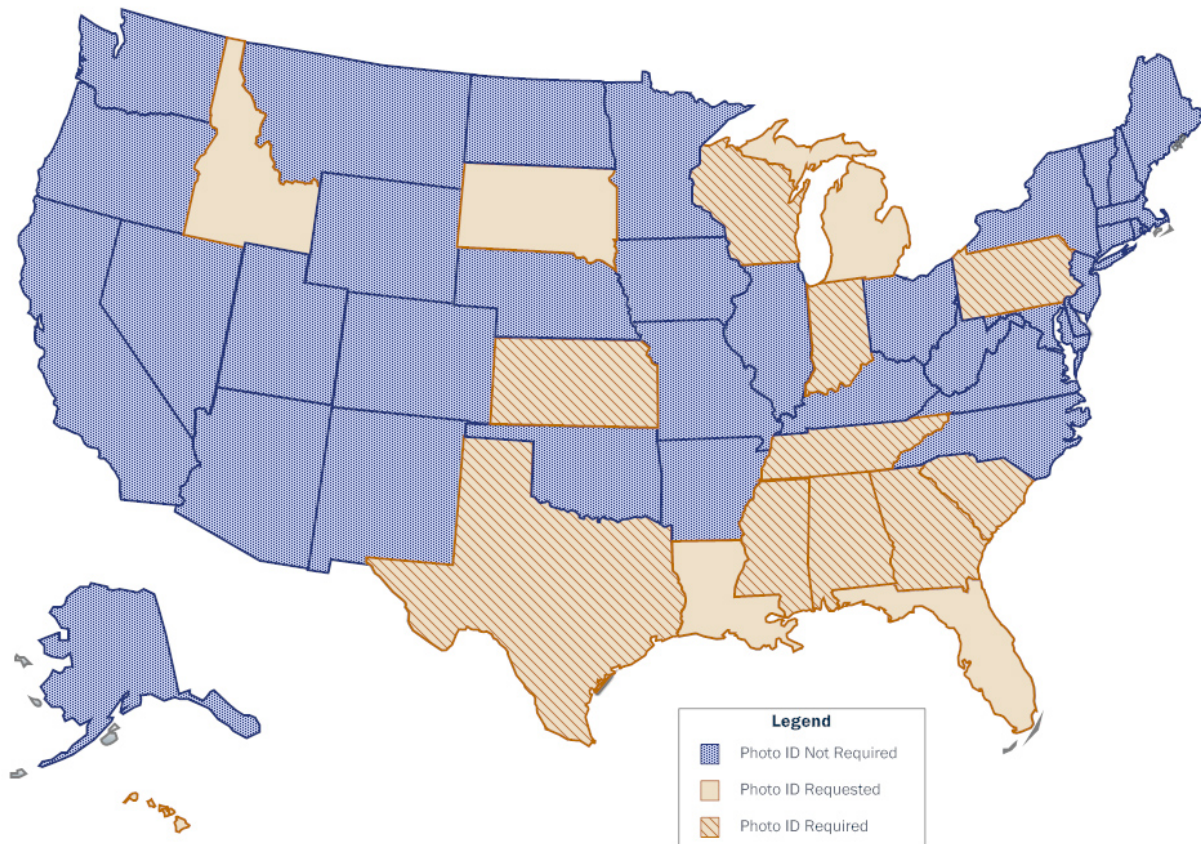 Legend
Photo ID Not Required
Photo ID Requested
Photo ID Required